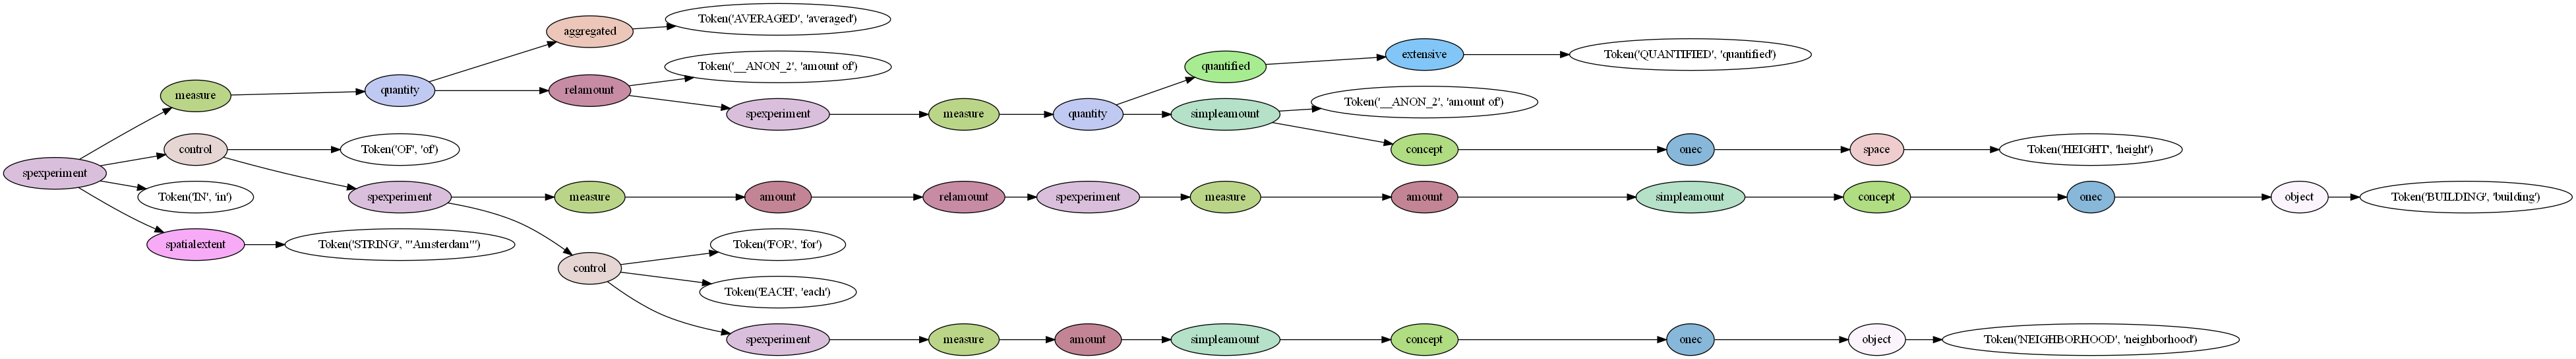 aggregated
Token('AVERAGED', 'averaged')
Token('__ANON_2', 'amount of')
quantified
extensive
Token('QUANTIFIED', 'quantified')
measure
quantity
relamount
spexperiment
measure
quantity
simpleamount
Token('__ANON_2', 'amount of')
control
Token('OF', 'of')
concept
onec
space
Token('HEIGHT', 'height')
spexperiment
Token('IN', 'in')
spexperiment
measure
amount
relamount
spexperiment
measure
amount
simpleamount
concept
onec
object
Token('BUILDING', 'building')
spatialextent
Token('STRING', "'Amsterdam'")
control
Token('FOR', 'for')
Token('EACH', 'each')
spexperiment
measure
amount
simpleamount
concept
onec
object
Token('NEIGHBORHOOD', 'neighborhood')